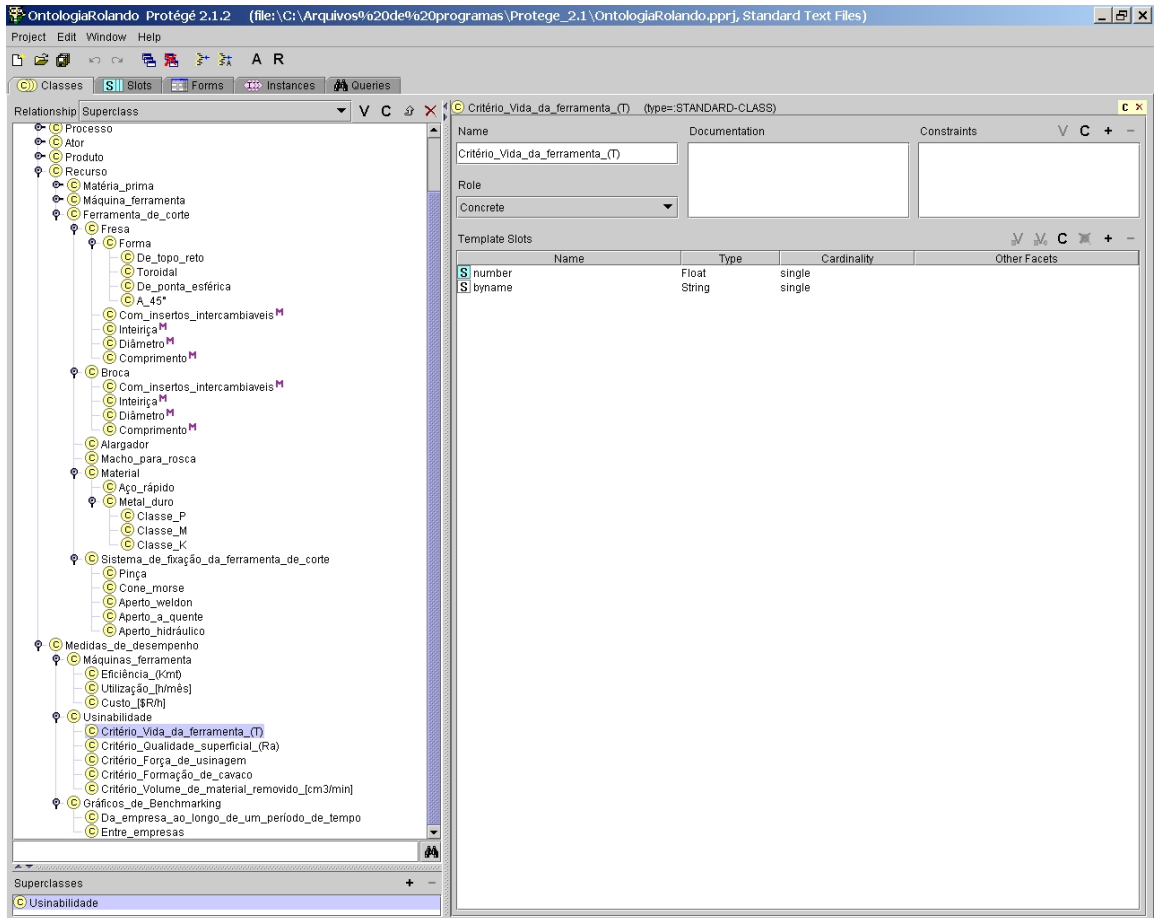 OntologiaRolando Protégé 2.1.2 (file:\C:\Arquivos%20de%20programas\Protege_2.1\OntologiaRolando.pprj, Standard Text Files)
Project Edit Window Help
A R
C Classes S Slots Forms Instances Queries
Relationship Superclass V C
C Processo
C Ator
C Produto
C Recurso
C Matéria_prima
C Máquina_ferramenta
C Ferramenta_de_corte
C Fresa
C Forma
C De_topo_reto
C Toroidal
C De_ponta_esférica
C A_45°
C Com_insertos_intercambiaveis M
C Inteiriça M
C Diâmetro M
C Comprimento M
C Broca
C Com_insertos_intercambiaveis M
C Inteiriça M
C Diâmetro M
C Comprimento M
C Alargador
C Macho_para_rosca
C Material
C Aço_rápido
C Metal_duro
C Classe_P
C Classe_M
C Classe_K
C Sistema_de_fixação_da_ferramenta_de_corte
C Pinça
C Cone_morse
C Aperto_weldon
C Aperto_a_quente
C Aperto_hidráulico
C Medidas_de_desempenho
C Máquinas_ferramenta
C Eficiência_(Kmt)
C Utilização_[h/mês]
C Custo_[$R/h]
C Usinabilidade
C Critério_Vida_da_ferramenta_(T)
C Critério_Qualidade_superficial_(Ra)
C Critério_Força_de_usinagem
C Critério_Formação_de_cavaco
C Critério_Volume_de_material_removido_[cm3/min]
C Gráficos_de_Benchmarking
C Da_empresa_ao_longo_de_um_período_de_tempo
C Entre_empresas
Superclasses + −
C Usinabilidade
C Critério_Vida_da_ferramenta_(T) (type=:STANDARD-CLASS) C ×
Name Documentation Constraints V C + −
Critério_Vida_da_ferramenta_(T)
Role
Concrete
Template Slots V V C + −
Name Type Cardinality Other Facets
S number Float single
S byname String single